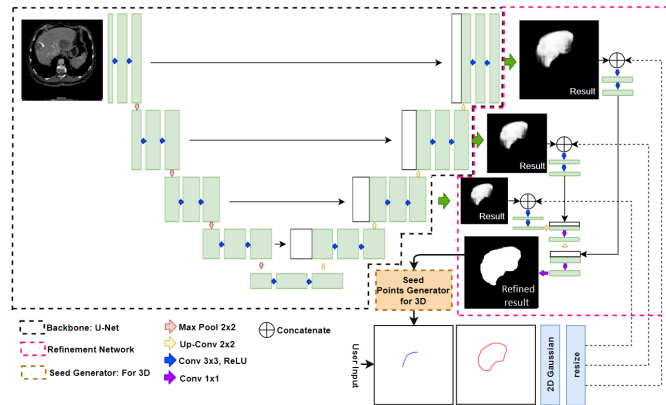 Result
Result
Result
Refined
result
Seed
Points Generator
for 3D
Backbone: U-Net
Refinement Network
Seed Generator: For 3D
Max Pool 2x2
Up-Conv 2x2
Conv 3x3, ReLU
Conv 1x1
Concatenate
User Input
2D Gaussian
resize